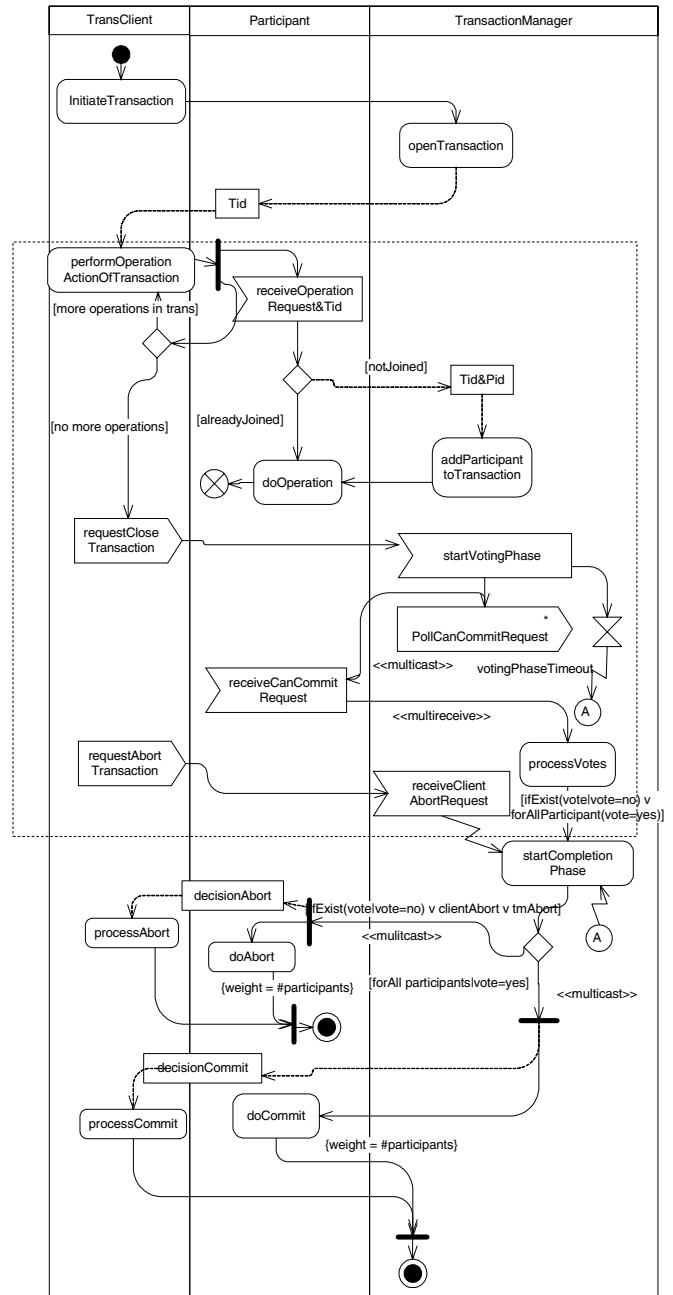 TransClient
Participant
TransactionManager
InitiateTransaction
openTransaction
Tid
performOperation
ActionOfTransaction
receiveOperation
Request&Tid
[more operations in trans]
[notJoined]
Tid&Pid
[alreadyJoined]
[no more operations]
addParticipant
toTransaction
doOperation
requestClose
Transaction
startVotingPhase
*
PollCanCommitRequest
<<multicast>>
votingPhaseTimeout
receiveCanCommit
Request
A
<<multireceive>>
requestAbort
Transaction
processVotes
receiveClient
AbortRequest
[ifExist(vote|vote=no) v
forAllParticipant(vote=yes)]
startCompletion
Phase
decisionAbort
[ifExist(vote|vote=no) v clientAbort v tmAbort]
processAbort
<<mulitcast>>
A
doAbort
{weight = #participants}
[forAll participants|vote=yes]
<<multicast>>
decisionCommit
processCommit
doCommit
{weight = #participants}